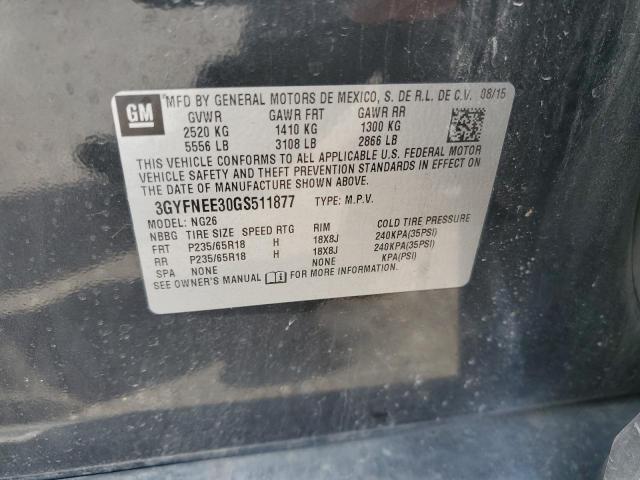 GM
MFD BY GENERAL MOTORS DE MEXICO, S. DE R.L. DE C.V. 08/15
GVWR GAWR FRT GAWR RR
2520 KG 1410 KG 1300 KG
5556 LB 3108 LB 2866 LB
THIS VEHICLE CONFORMS TO ALL APPLICABLE U.S. FEDERAL MOTOR
VEHICLE SAFETY AND THEFT PREVENTION STANDARDS IN EFFECT ON
THE DATE OF MANUFACTURE SHOWN ABOVE.
3GYFNEE30GS511877 TYPE: M.P.V.
MODEL: NG26
NBBG TIRE SIZE SPEED RTG RIM COLD TIRE PRESSURE
FRT P235/65R18 H 18X8J 240KPA(35PSI)
RR P235/65R18 H 18X8J 240KPA(35PSI)
SPA NONE NONE KPA(PSI)
SEE OWNER'S MANUAL FOR MORE INFORMATION.